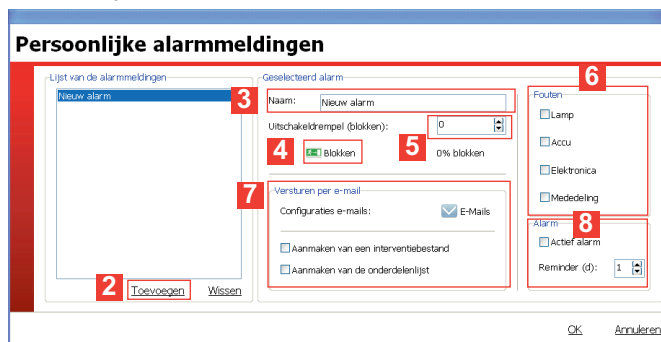 Persoonlijke alarmmeldingen
Lijst van de alarmmeldingen
Nieuw alarm
2
Toevoegen
Wissen
Geselecteerd alarm
3
Naam:
Nieuw alarm
Uitschakeldrempel (blokken):
0
4
Blokken
5
0% blokken
7
Versturen per e-mail
Configuraties e-mails:
E-Mails
Aanmaken van een interventiebestand
Aanmaken van de onderdelenlijst
6
Fouten
Lamp
Accu
Elektronica
Mededeling
8
Alarm
Actief alarm
Reminder (d):
1
OK
Annuleren